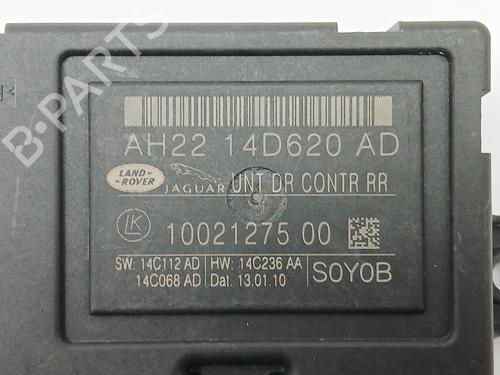 B-PARTS
AH22 14D620 AD
LAND-ROVER
JAGUAR UNT DR CONTR RR
LK 10021275 00
SW: 14C112 AD HW: 14C236 AA
14C068 AD Dat. 13.01.10
S0Y0B